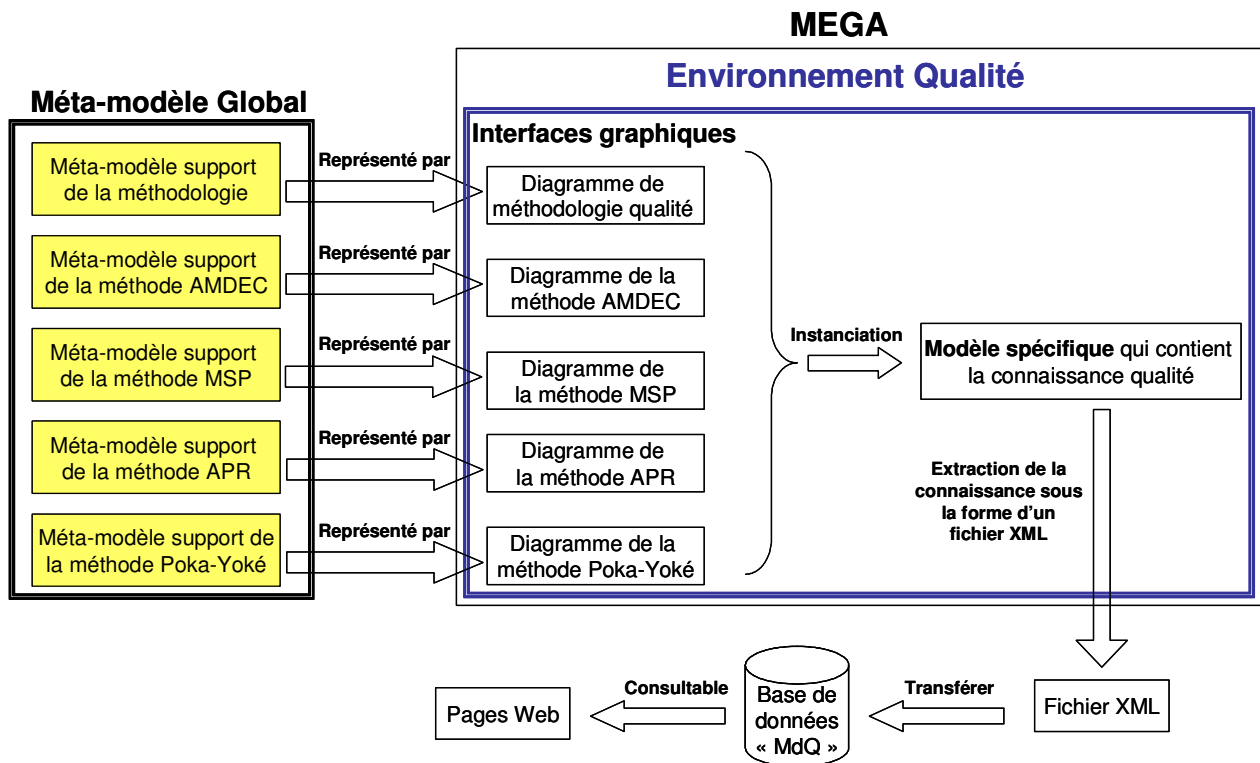 MEGA
Environnement Qualité
Méta-modèle Global
Interfaces graphiques
Méta-modèle support
de la méthodologie
Représenté par
Diagramme de
méthodologie qualité
Méta-modèle support
de la méthode AMDEC
Représenté par
Diagramme de la
méthode AMDEC
Méta-modèle support
de la méthode MSP
Représenté par
Diagramme de
la méthode MSP
Méta-modèle support
de la méthode APR
Représenté par
Diagramme de
la méthode APR
Méta-modèle support de
la méthode Poka-Yoké
Représenté par
Diagramme de la
méthode Poka-Yoké
Instanciation
Modèle spécifique qui contient
la connaissance qualité
Extraction de la
connaissance sous
la forme d'un
fichier XML
Fichier XML
Transférer
Base de
données
« MdQ »
Consultable
Pages Web